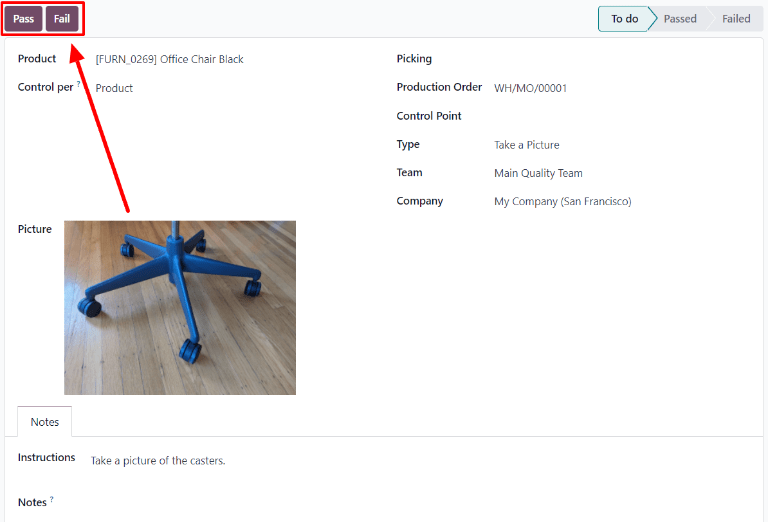 Pass Fail To do Passed Failed
Product [FURN_0269] Office Chair Black Picking
Control per ? Product Production Order WH/MO/00001
Control Point
Type Take a Picture
Team Main Quality Team
Company My Company (San Francisco)
Picture
Notes
Instructions Take a picture of the casters.
Notes ?